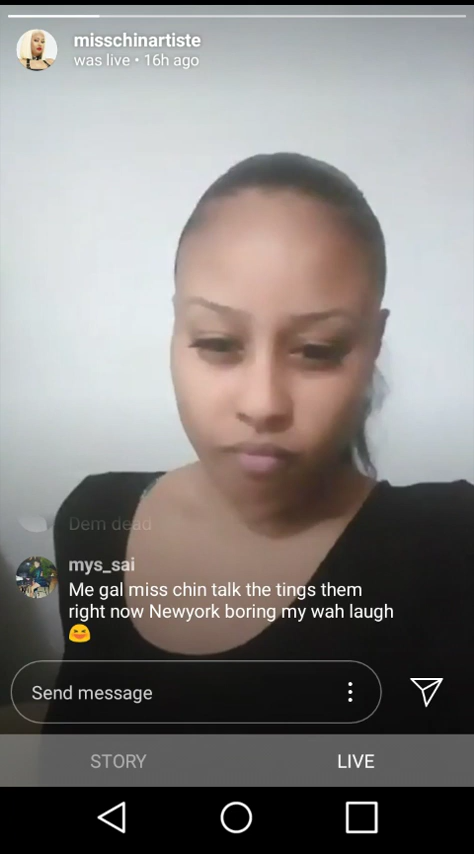 misschinartiste
was live • 16h ago
Dem dead
mys_sai
Me gal miss chin talk the tings them
right now Newyork boring my wah laugh
😆
Send message
STORY LIVE